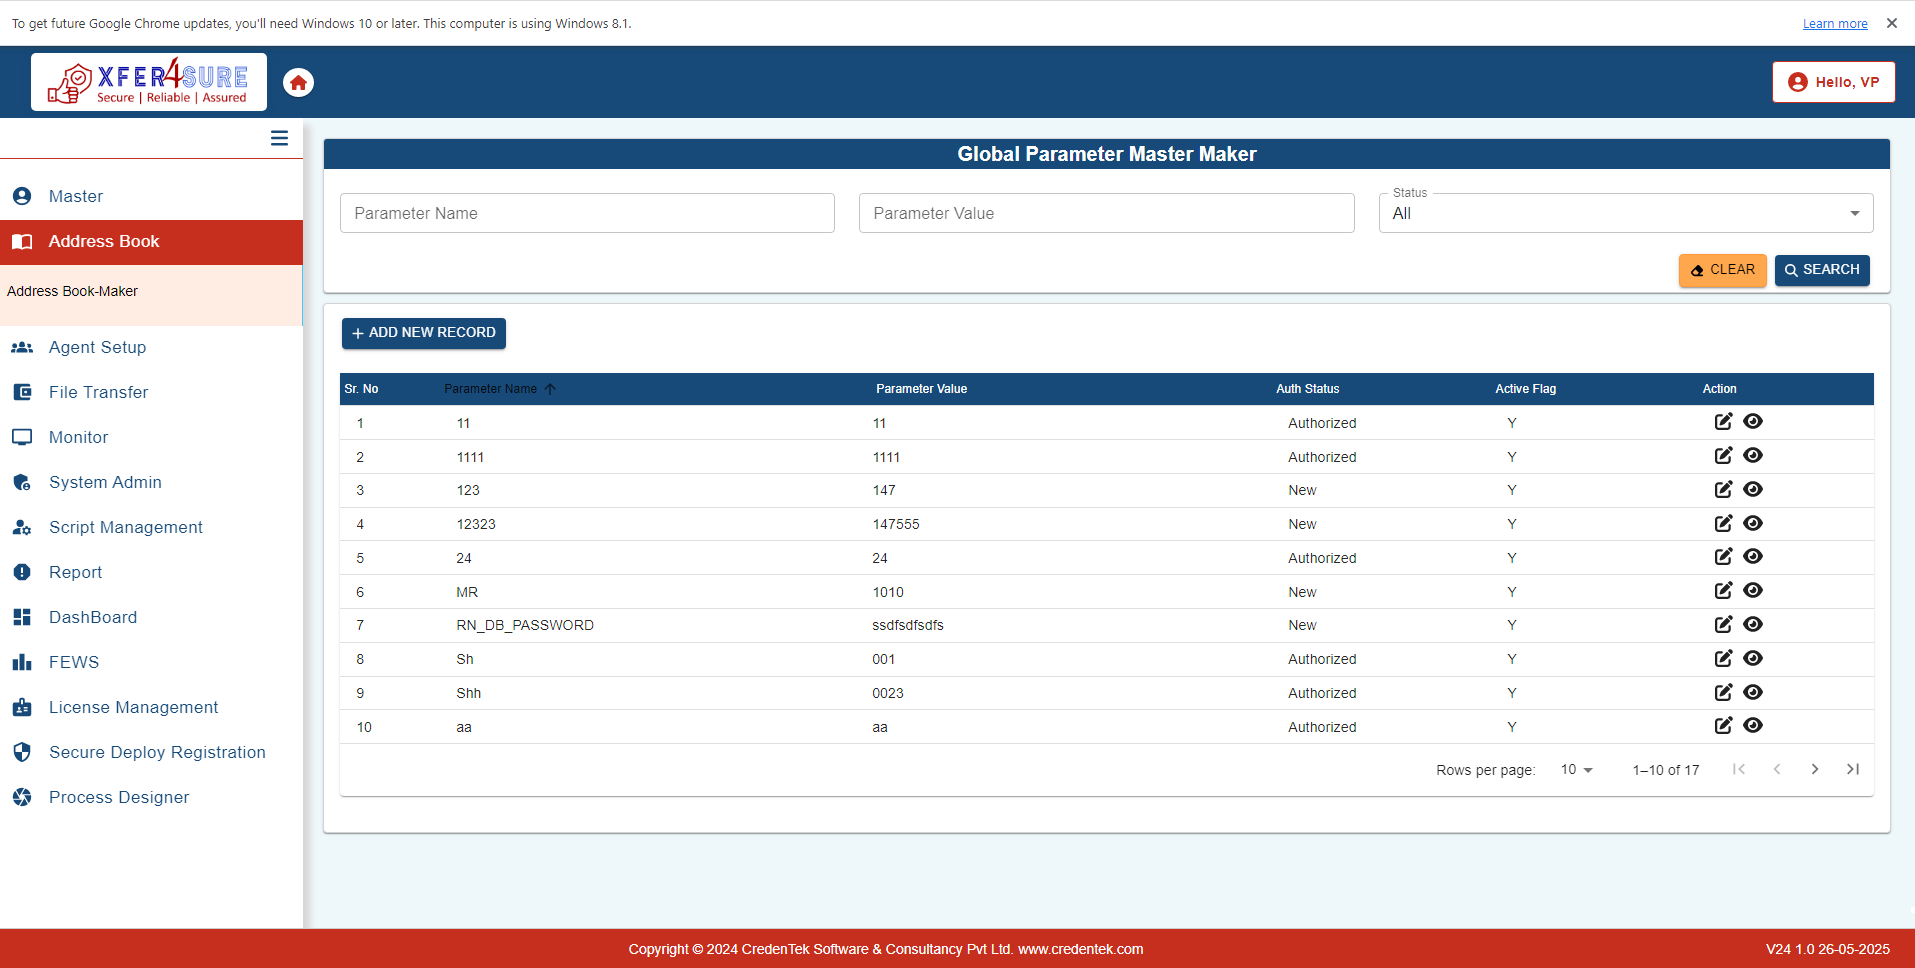 To get future Google Chrome updates, you'll need Windows 10 or later. This computer is using Windows 8.1.
Learn more
XFER4SURE
Secure | Reliable | Assured
Hello, VP
Global Parameter Master Maker
Master
Address Book
Address Book-Maker
Agent Setup
File Transfer
Monitor
System Admin
Script Management
Report
DashBoard
FEWS
License Management
Secure Deploy Registration
Process Designer
Parameter Name
Parameter Value
Status
All
CLEAR
SEARCH
+ ADD NEW RECORD
Sr. No Parameter Name Parameter Value Auth Status Active Flag Action
1 11 11 Authorized Y
2 1111 1111 Authorized Y
3 123 147 New Y
4 12323 147555 New Y
5 24 24 Authorized Y
6 MR 1010 New Y
7 RN_DB_PASSWORD ssdfsdfsdfs New Y
8 Sh 001 Authorized Y
9 Shh 0023 Authorized Y
10 aa aa Authorized Y
Rows per page: 10 1–10 of 17
Copyright © 2024 CredenTek Software & Consultancy Pvt Ltd. www.credentek.com
V24 1.0 26-05-2025